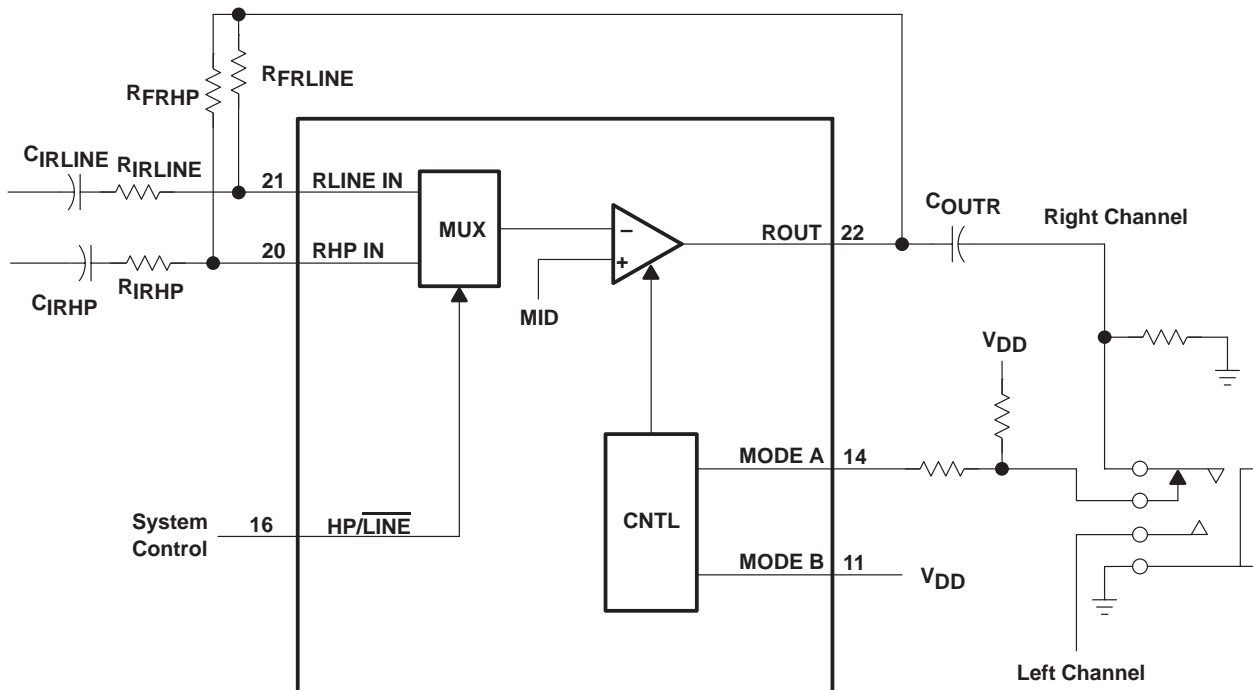 RFRLINE
RFRHP
CIRLINE
RIRLINE
21
RLINE IN
MUX
COUTR
Right Channel
20
RHP IN
ROUT
22
−
+
RIRHP
CIRHP
MID
VDD
MODE A
14
CNTL
System
Control
16
HP/LINE
MODE B
11
VDD
Left Channel